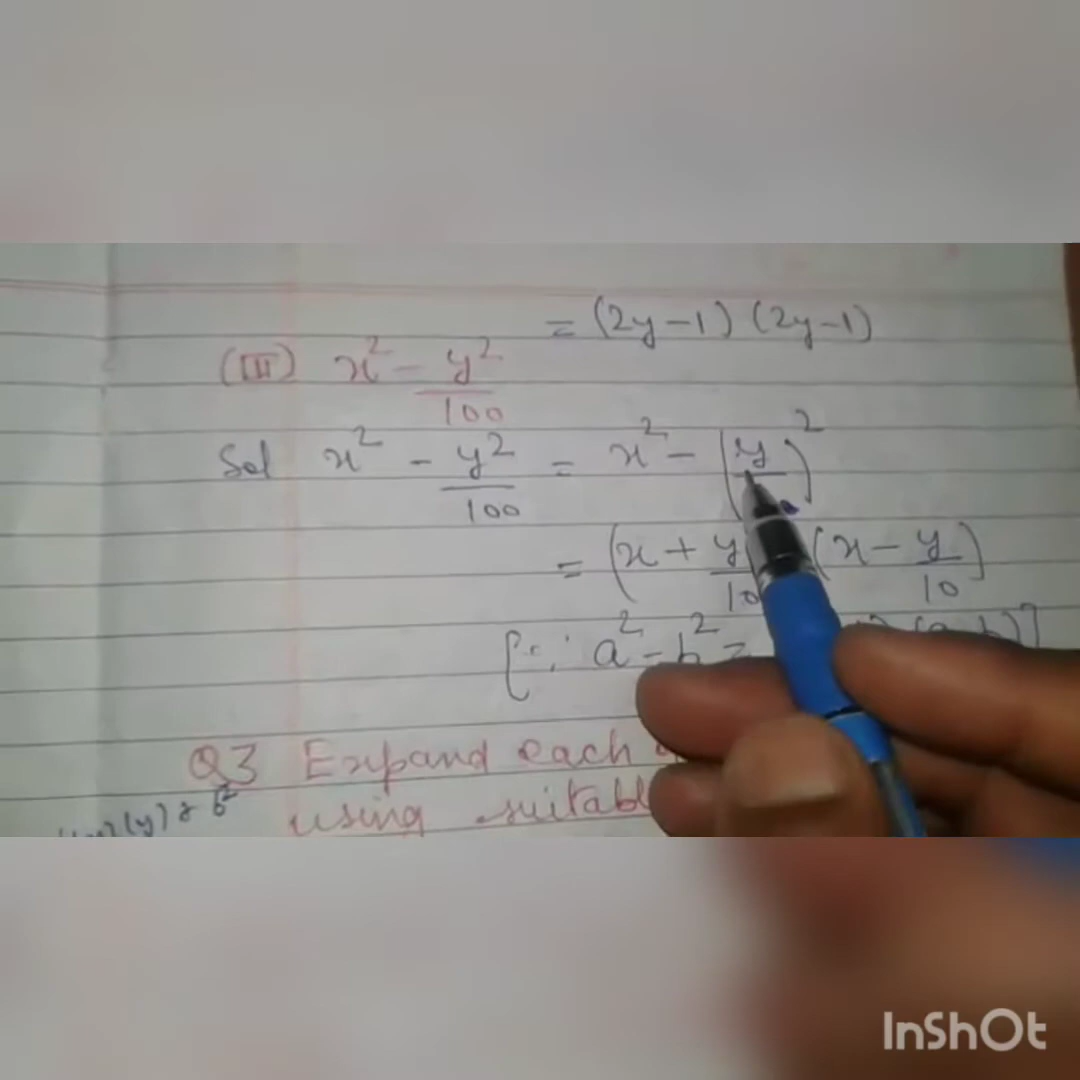 = (2y-1) (2y-1)
(III) x² - y²/100
Sol x² - y²/100 = x² - (y/  )²
= (x + y/10 (x - y/10)
[∵ a² - b² =
Q3 Expand each
(y) & b²
using suitabl
InShOt